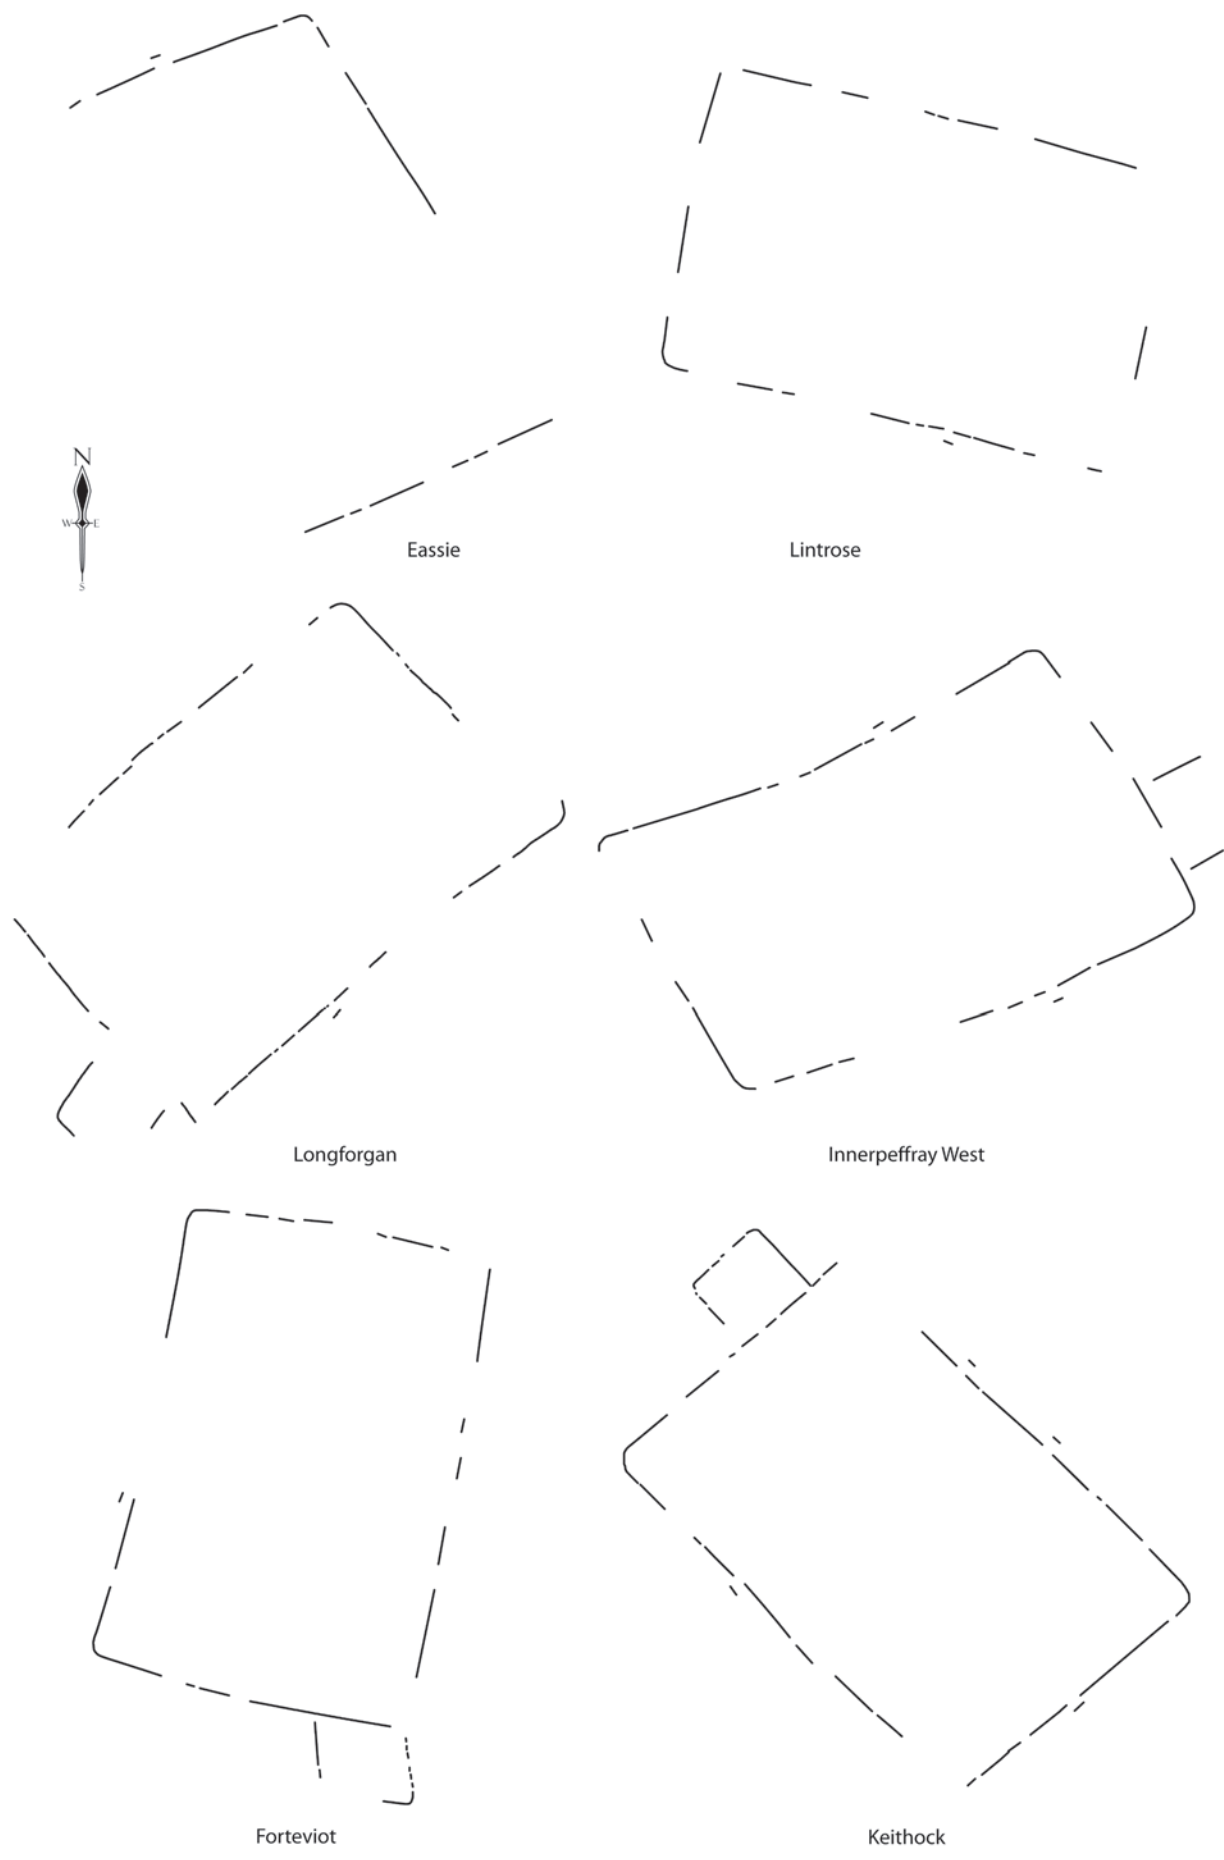 N
W E
S
Eassie
Lintrose
Longforgan
Innerpeffray West
Forteviot
Keithock